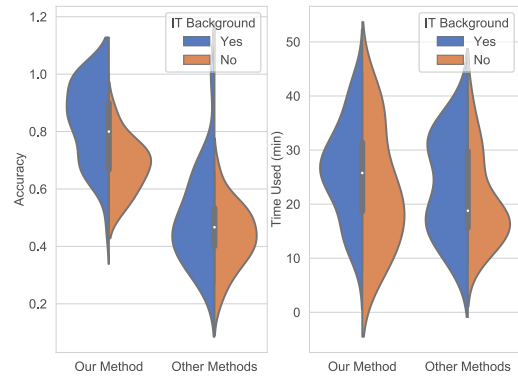 1.2
1.0
0.8
0.6
0.4
0.2
Accuracy
IT Background
Yes
No
Our Method
Other Methods
50
40
30
20
10
0
Time Used (min)
IT Background
Yes
No
Our Method
Other Methods